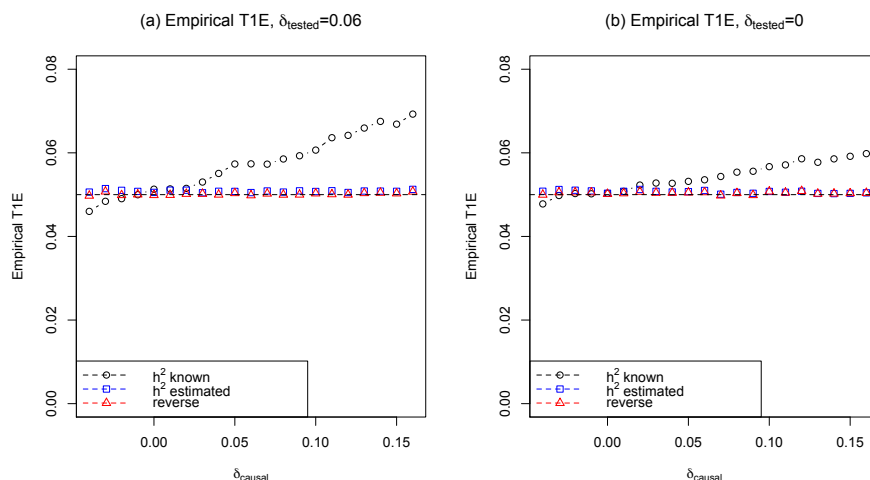 (a) Empirical T1E, δtested=0.06
Empirical T1E
0.08
0.06
0.04
0.02
0.00
h² known
h² estimated
reverse
0.00
0.05
0.10
0.15
δcausal
(b) Empirical T1E, δtested=0
Empirical T1E
0.08
0.06
0.04
0.02
0.00
h² known
h² estimated
reverse
0.00
0.05
0.10
0.15
δcausal